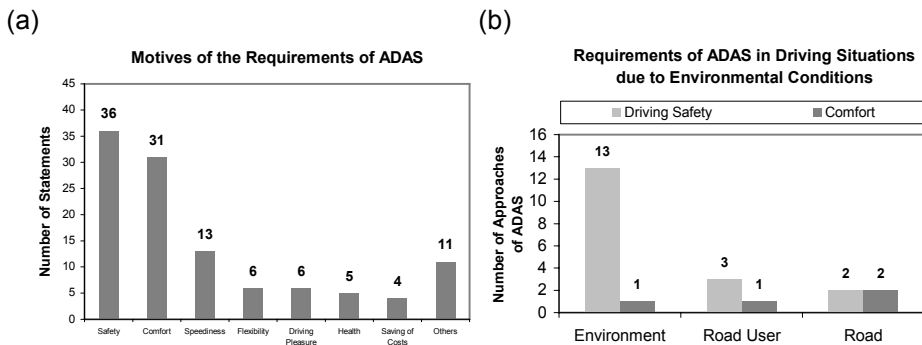 (a)
Motives of the Requirements of ADAS
Number of Statements
45
40
35
30
25
20
15
10
5
0
36
31
13
6
6
5
4
11
Safety
Comfort
Speediness
Flexibility
Driving
Pleasure
Health
Saving of
Costs
Others
(b)
Requirements of ADAS in Driving Situations
due to Environmental Conditions
Driving Safety
Comfort
Number of Approaches
of ADAS
16
14
12
10
8
6
4
2
0
13
1
3
1
2
2
Environment
Road User
Road